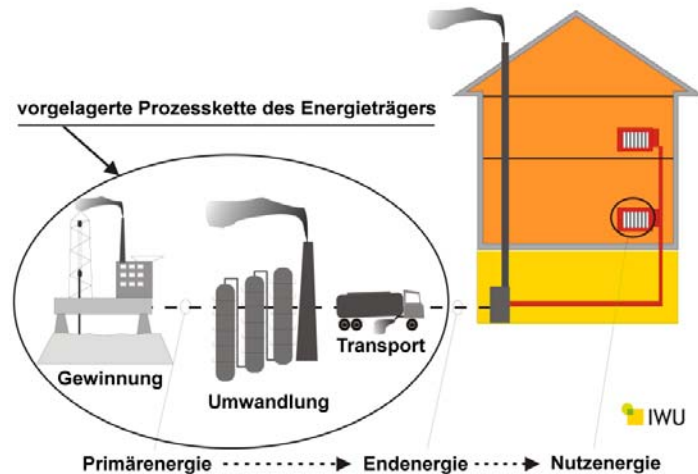 vorgelagerte Prozesskette des Energieträgers
Gewinnung
Umwandlung
Transport
IWU
Primärenergie Endenergie Nutzenergie